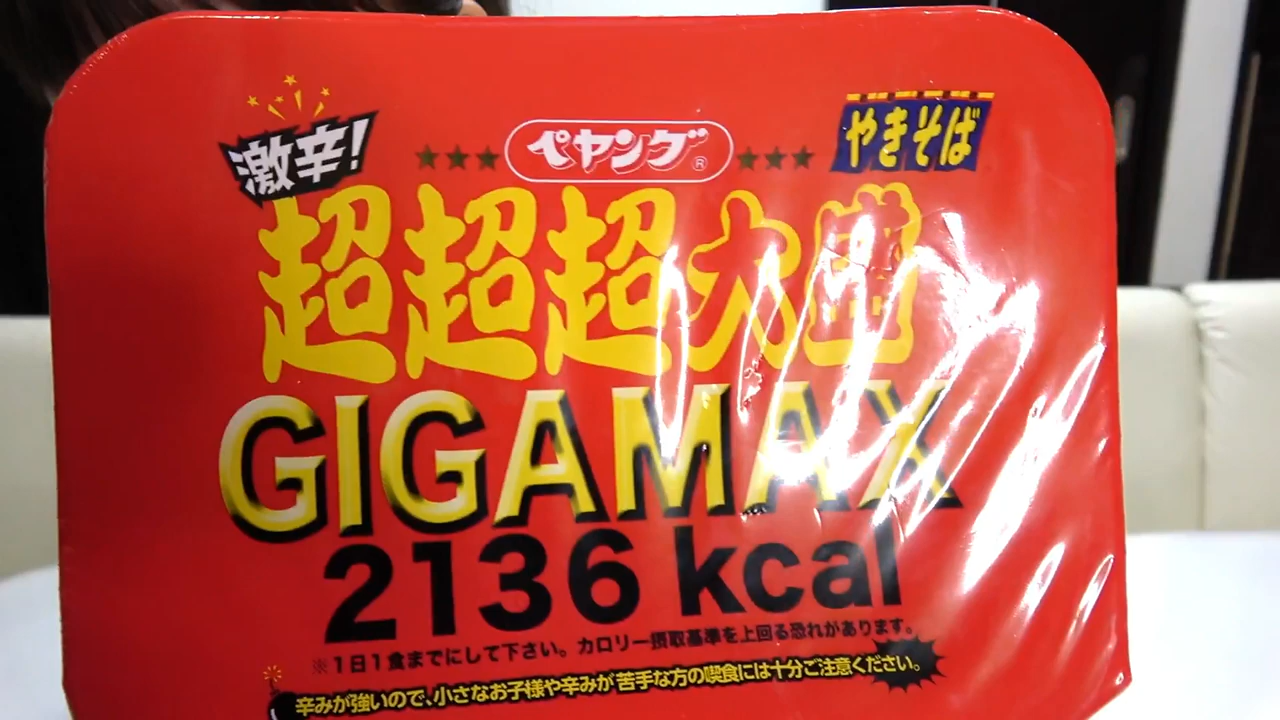 激辛!
ペヤング®
やきそば
超超超大盛
GIGAMAX
2136 kcal
※1日1食までにして下さい。カロリー摂取基準を上回る恐れがあります。
辛みが強いので、小さなお子様や辛みが苦手な方の喫食には十分ご注意ください。